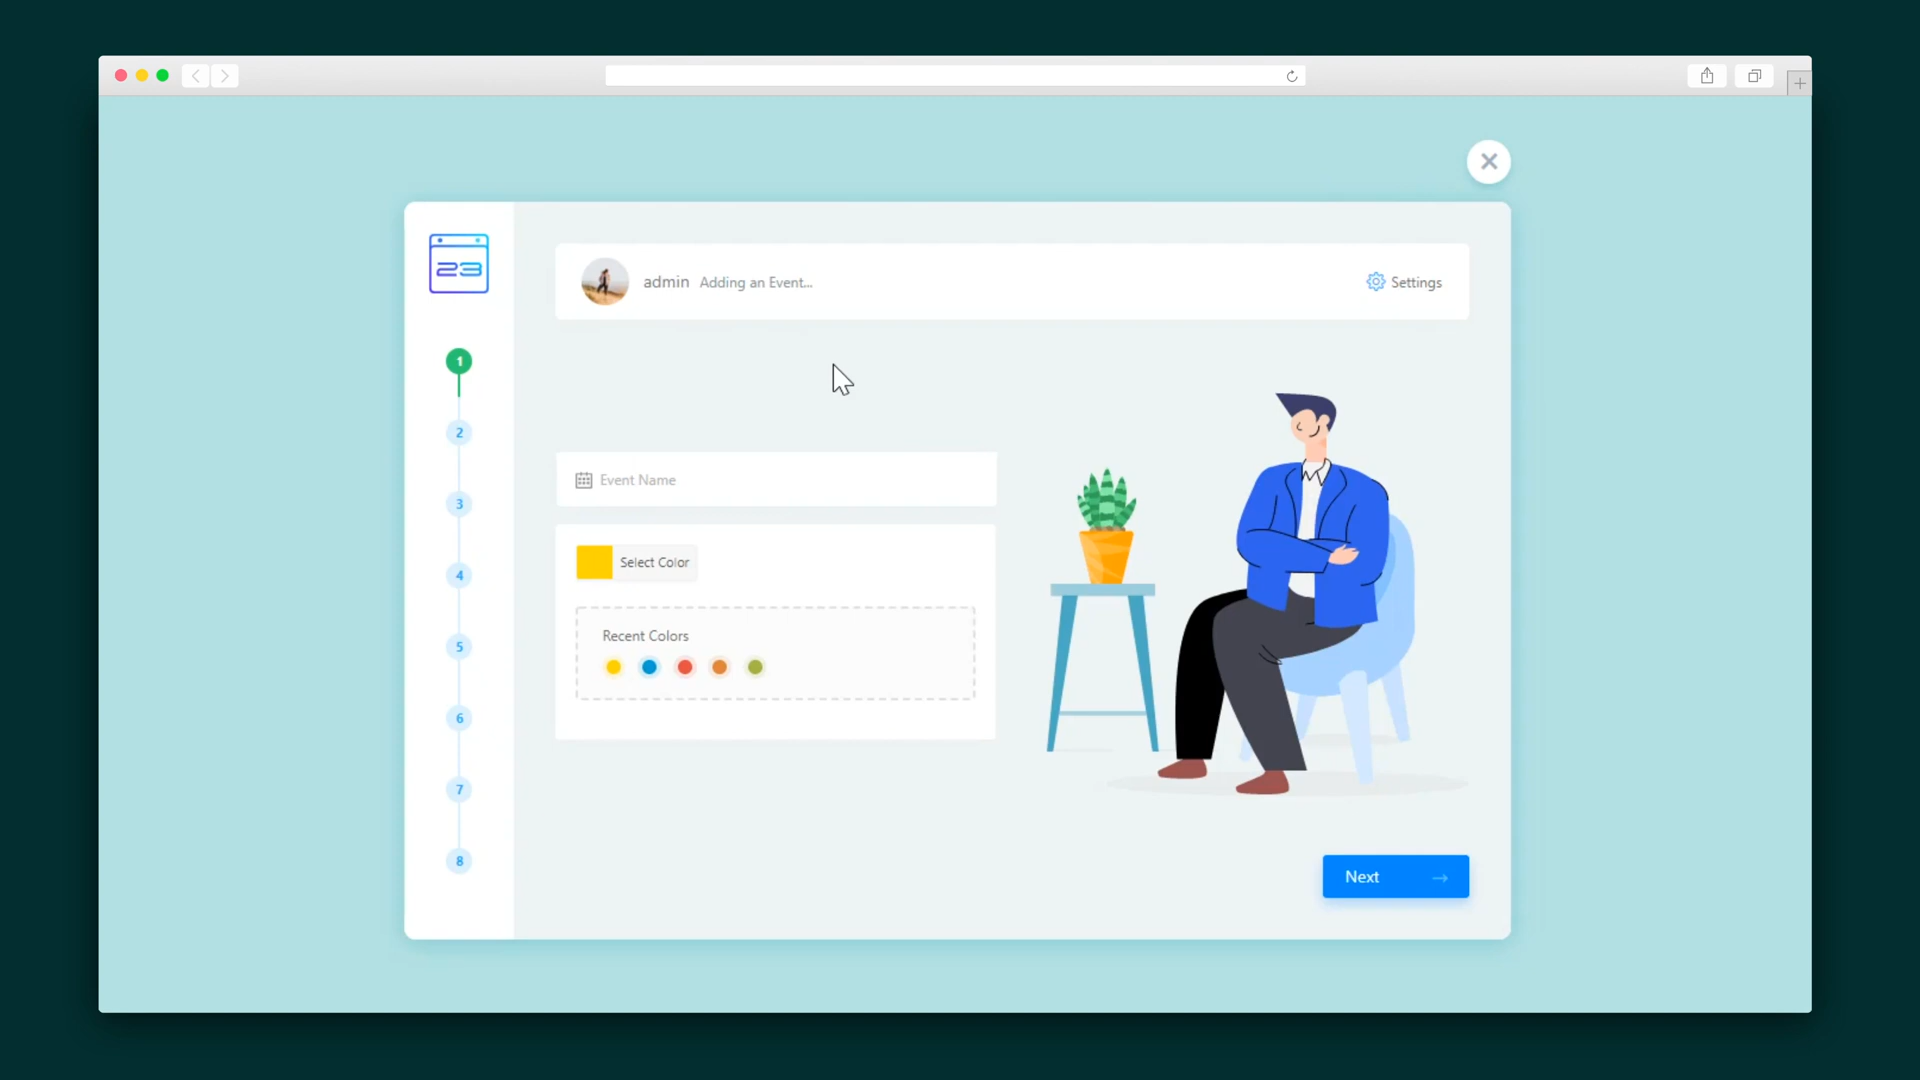 23
admin Adding an Event...
Settings
1
2
3
4
5
6
7
8
Event Name
Select Color
Recent Colors
Next